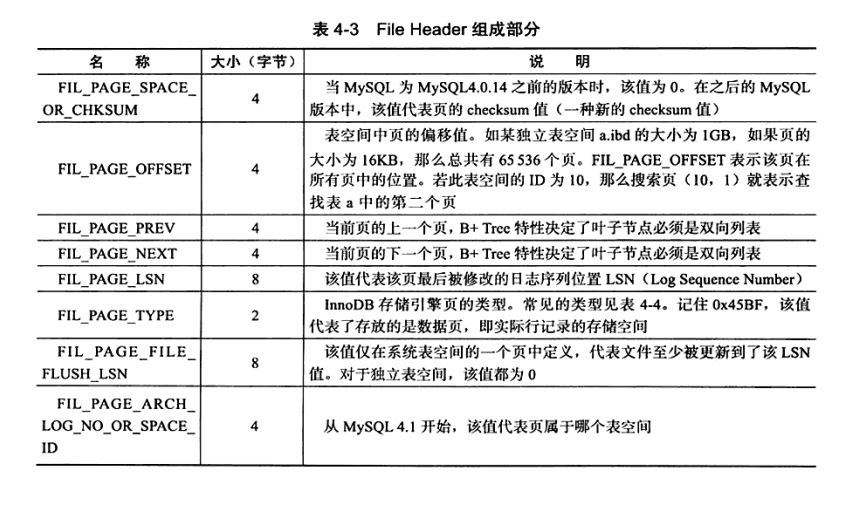 表 4-3 File Header 组成部分
名 称 大小（字节） 说 明
FIL_PAGE_SPACE_
OR_CHKSUM
4
当 MySQL 为 MySQL4.0.14 之前的版本时，该值为 0。在之后的 MySQL
版本中，该值代表页的 checksum 值（一种新的 checksum 值）
FIL_PAGE_OFFSET
4
表空间中页的偏移值。如某独立表空间 a.ibd 的大小为 1GB，如果页的
大小为 16KB，那么总共有 65 536 个页。FIL_PAGE_OFFSET 表示该页在
所有页中的位置。若此表空间的 ID 为 10，那么搜索页（10，1）就表示查
找表 a 中的第二个页
FIL_PAGE_PREV 4 当前页的上一个页，B+ Tree 特性决定了叶子节点必须是双向列表
FIL_PAGE_NEXT 4 当前页的下一个页，B+ Tree 特性决定了叶子节点必须是双向列表
FIL_PAGE_LSN 8 该值代表该页最后被修改的日志序列位置 LSN（Log Sequence Number）
FIL_PAGE_TYPE
2
InnoDB 存储引擎页的类型。常见的类型见表 4-4。记住 0x45BF，该值
代表了存放的是数据页，即实际行记录的存储空间
FIL_PAGE_FILE_
FLUSH_LSN
8
该值仅在系统表空间的一个页中定义，代表文件至少被更新到了该 LSN
值。对于独立表空间，该值都为 0
FIL_PAGE_ARCH_
LOG_NO_OR_SPACE_
ID
4
从 MySQL 4.1 开始，该值代表页属于哪个表空间